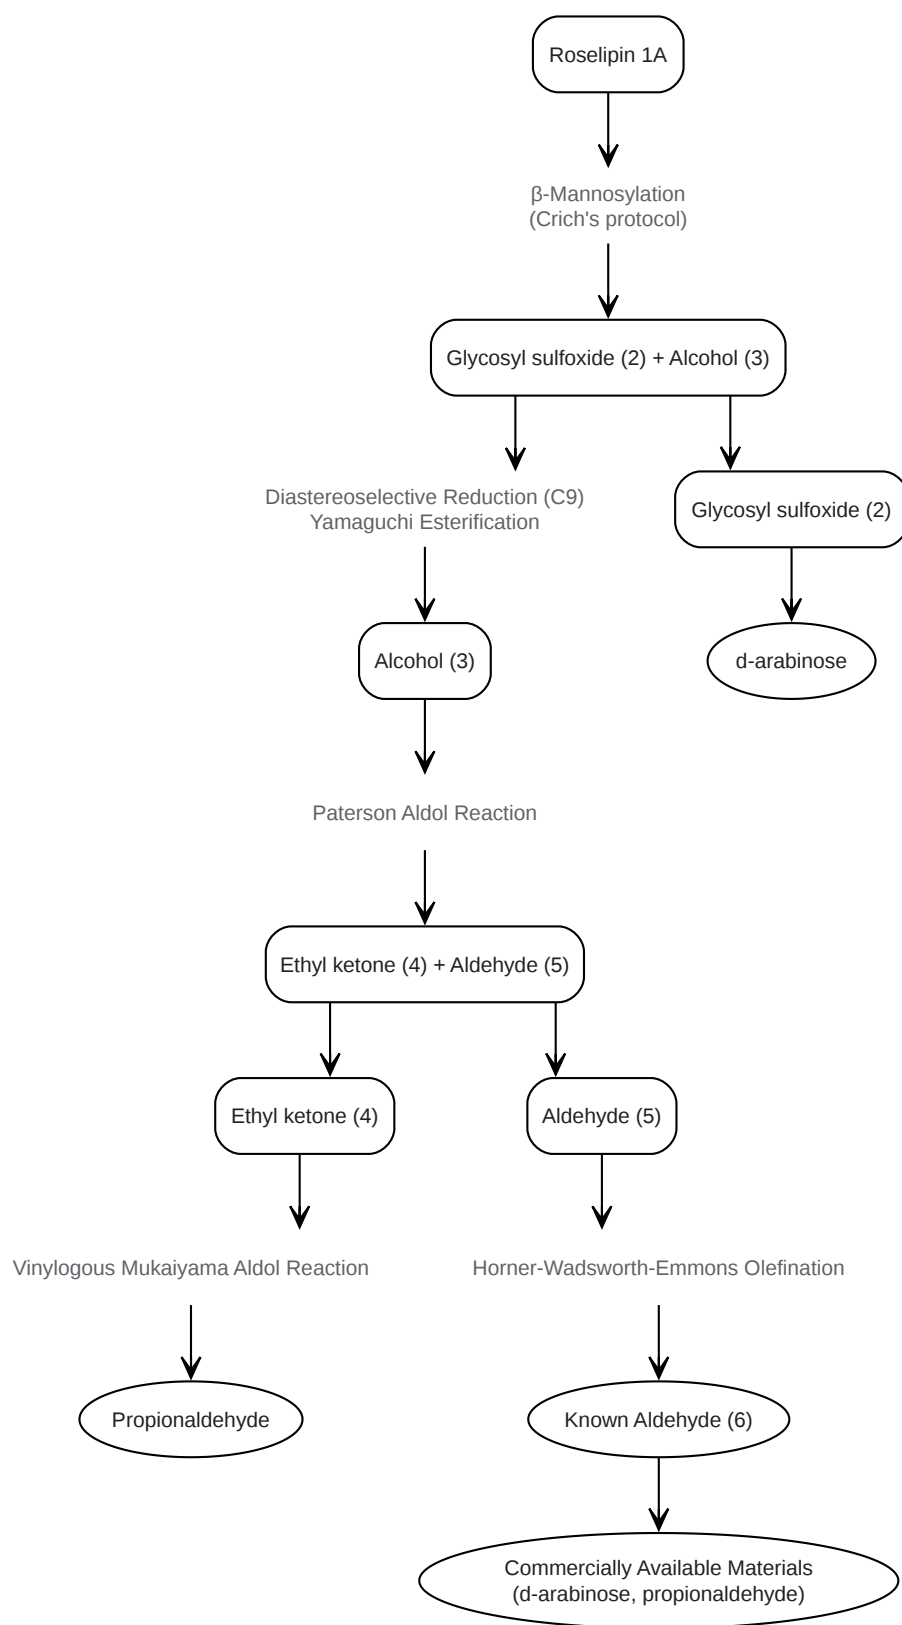 Roselipin 1A
β-Mannosylation
(Crich's protocol)
Glycosyl sulfoxide (2) + Alcohol (3)
Diastereoselective Reduction (C9)
Yamaguchi Esterification
Glycosyl sulfoxide (2)
Alcohol (3)
d-arabinose
Paterson Aldol Reaction
Ethyl ketone (4) + Aldehyde (5)
Ethyl ketone (4)
Aldehyde (5)
Vinylogous Mukaiyama Aldol Reaction
Horner-Wadsworth-Emmons Olefination
Propionaldehyde
Known Aldehyde (6)
Commercially Available Materials
(d-arabinose, propionaldehyde)